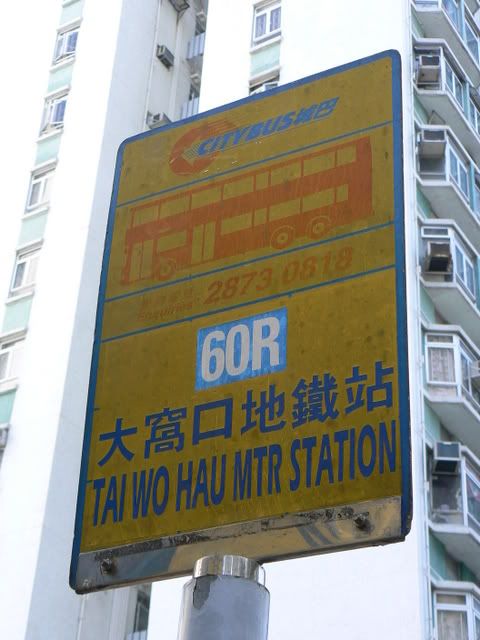 CITYBUS城巴
Enquiries 2873 0818
60R
大窩口地鐵站
TAI WO HAU MTR STATION